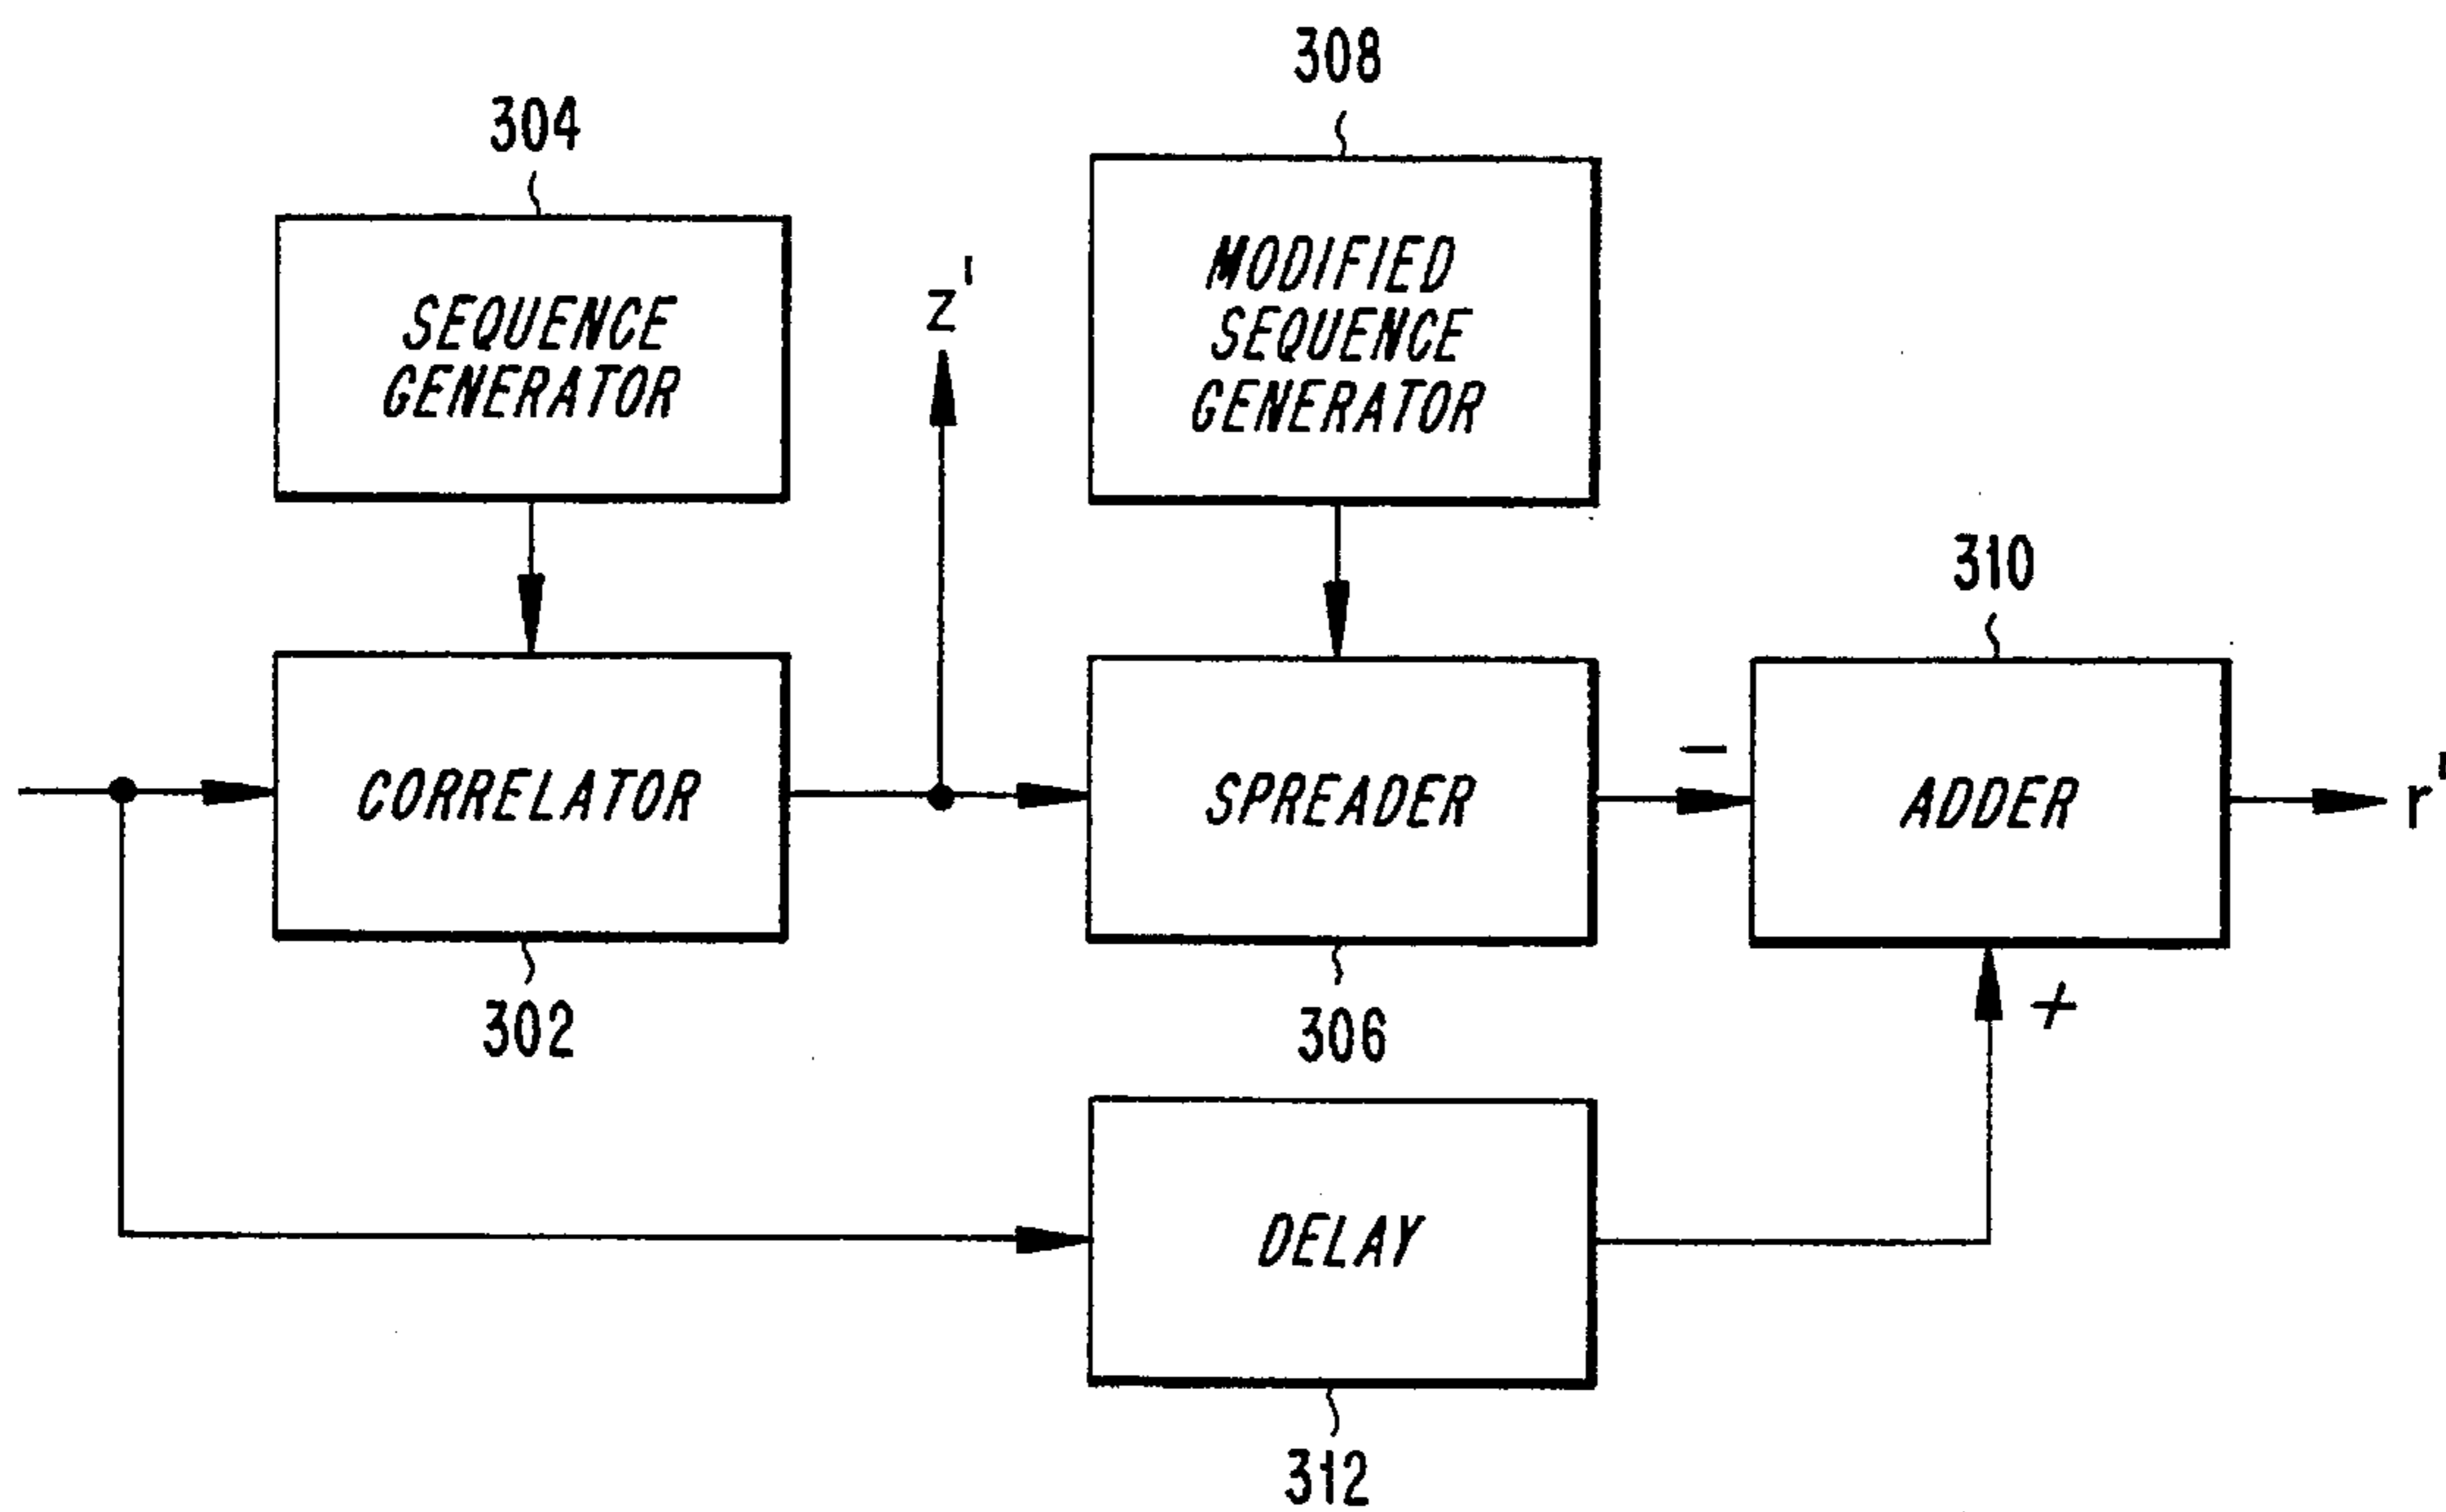 308
304
MODIFIED
SEQUENCE
GENERATOR
SEQUENCE
GENERATOR
z'
310
CORRELATOR
SPREADER
-
ADDER
r'
302
306
+
DELAY
312